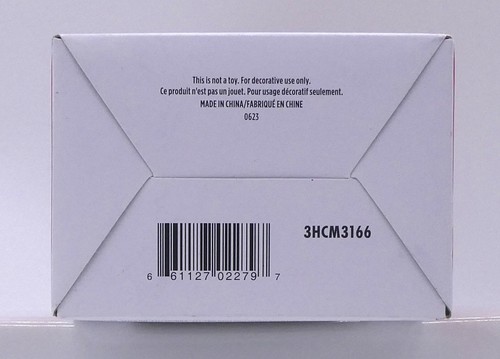 This is not a toy. For decorative use only.
Ce produit n'est pas un jouet. Pour usage décoratif seulement.
MADE IN CHINA/FABRIQUÉ EN CHINE
0623
3HCM3166
6 61127 02279 7